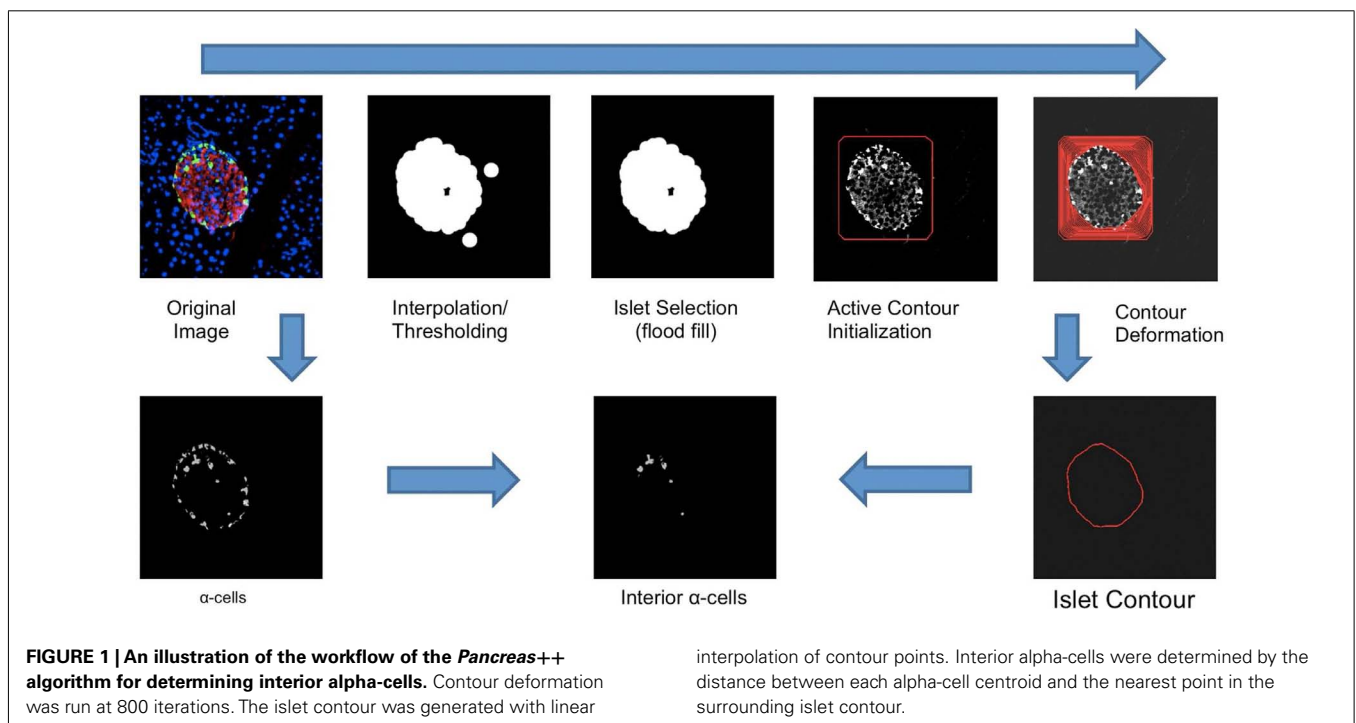 Original
Image
Interpolation/
Thresholding
Islet Selection
(flood fill)
Active Contour
Initialization
Contour
Deformation
α-cells
Interior α-cells
Islet Contour
FIGURE 1 | An illustration of the workflow of the Pancreas++
algorithm for determining interior alpha-cells. Contour deformation
was run at 800 iterations. The islet contour was generated with linear
interpolation of contour points. Interior alpha-cells were determined by the
distance between each alpha-cell centroid and the nearest point in the
surrounding islet contour.